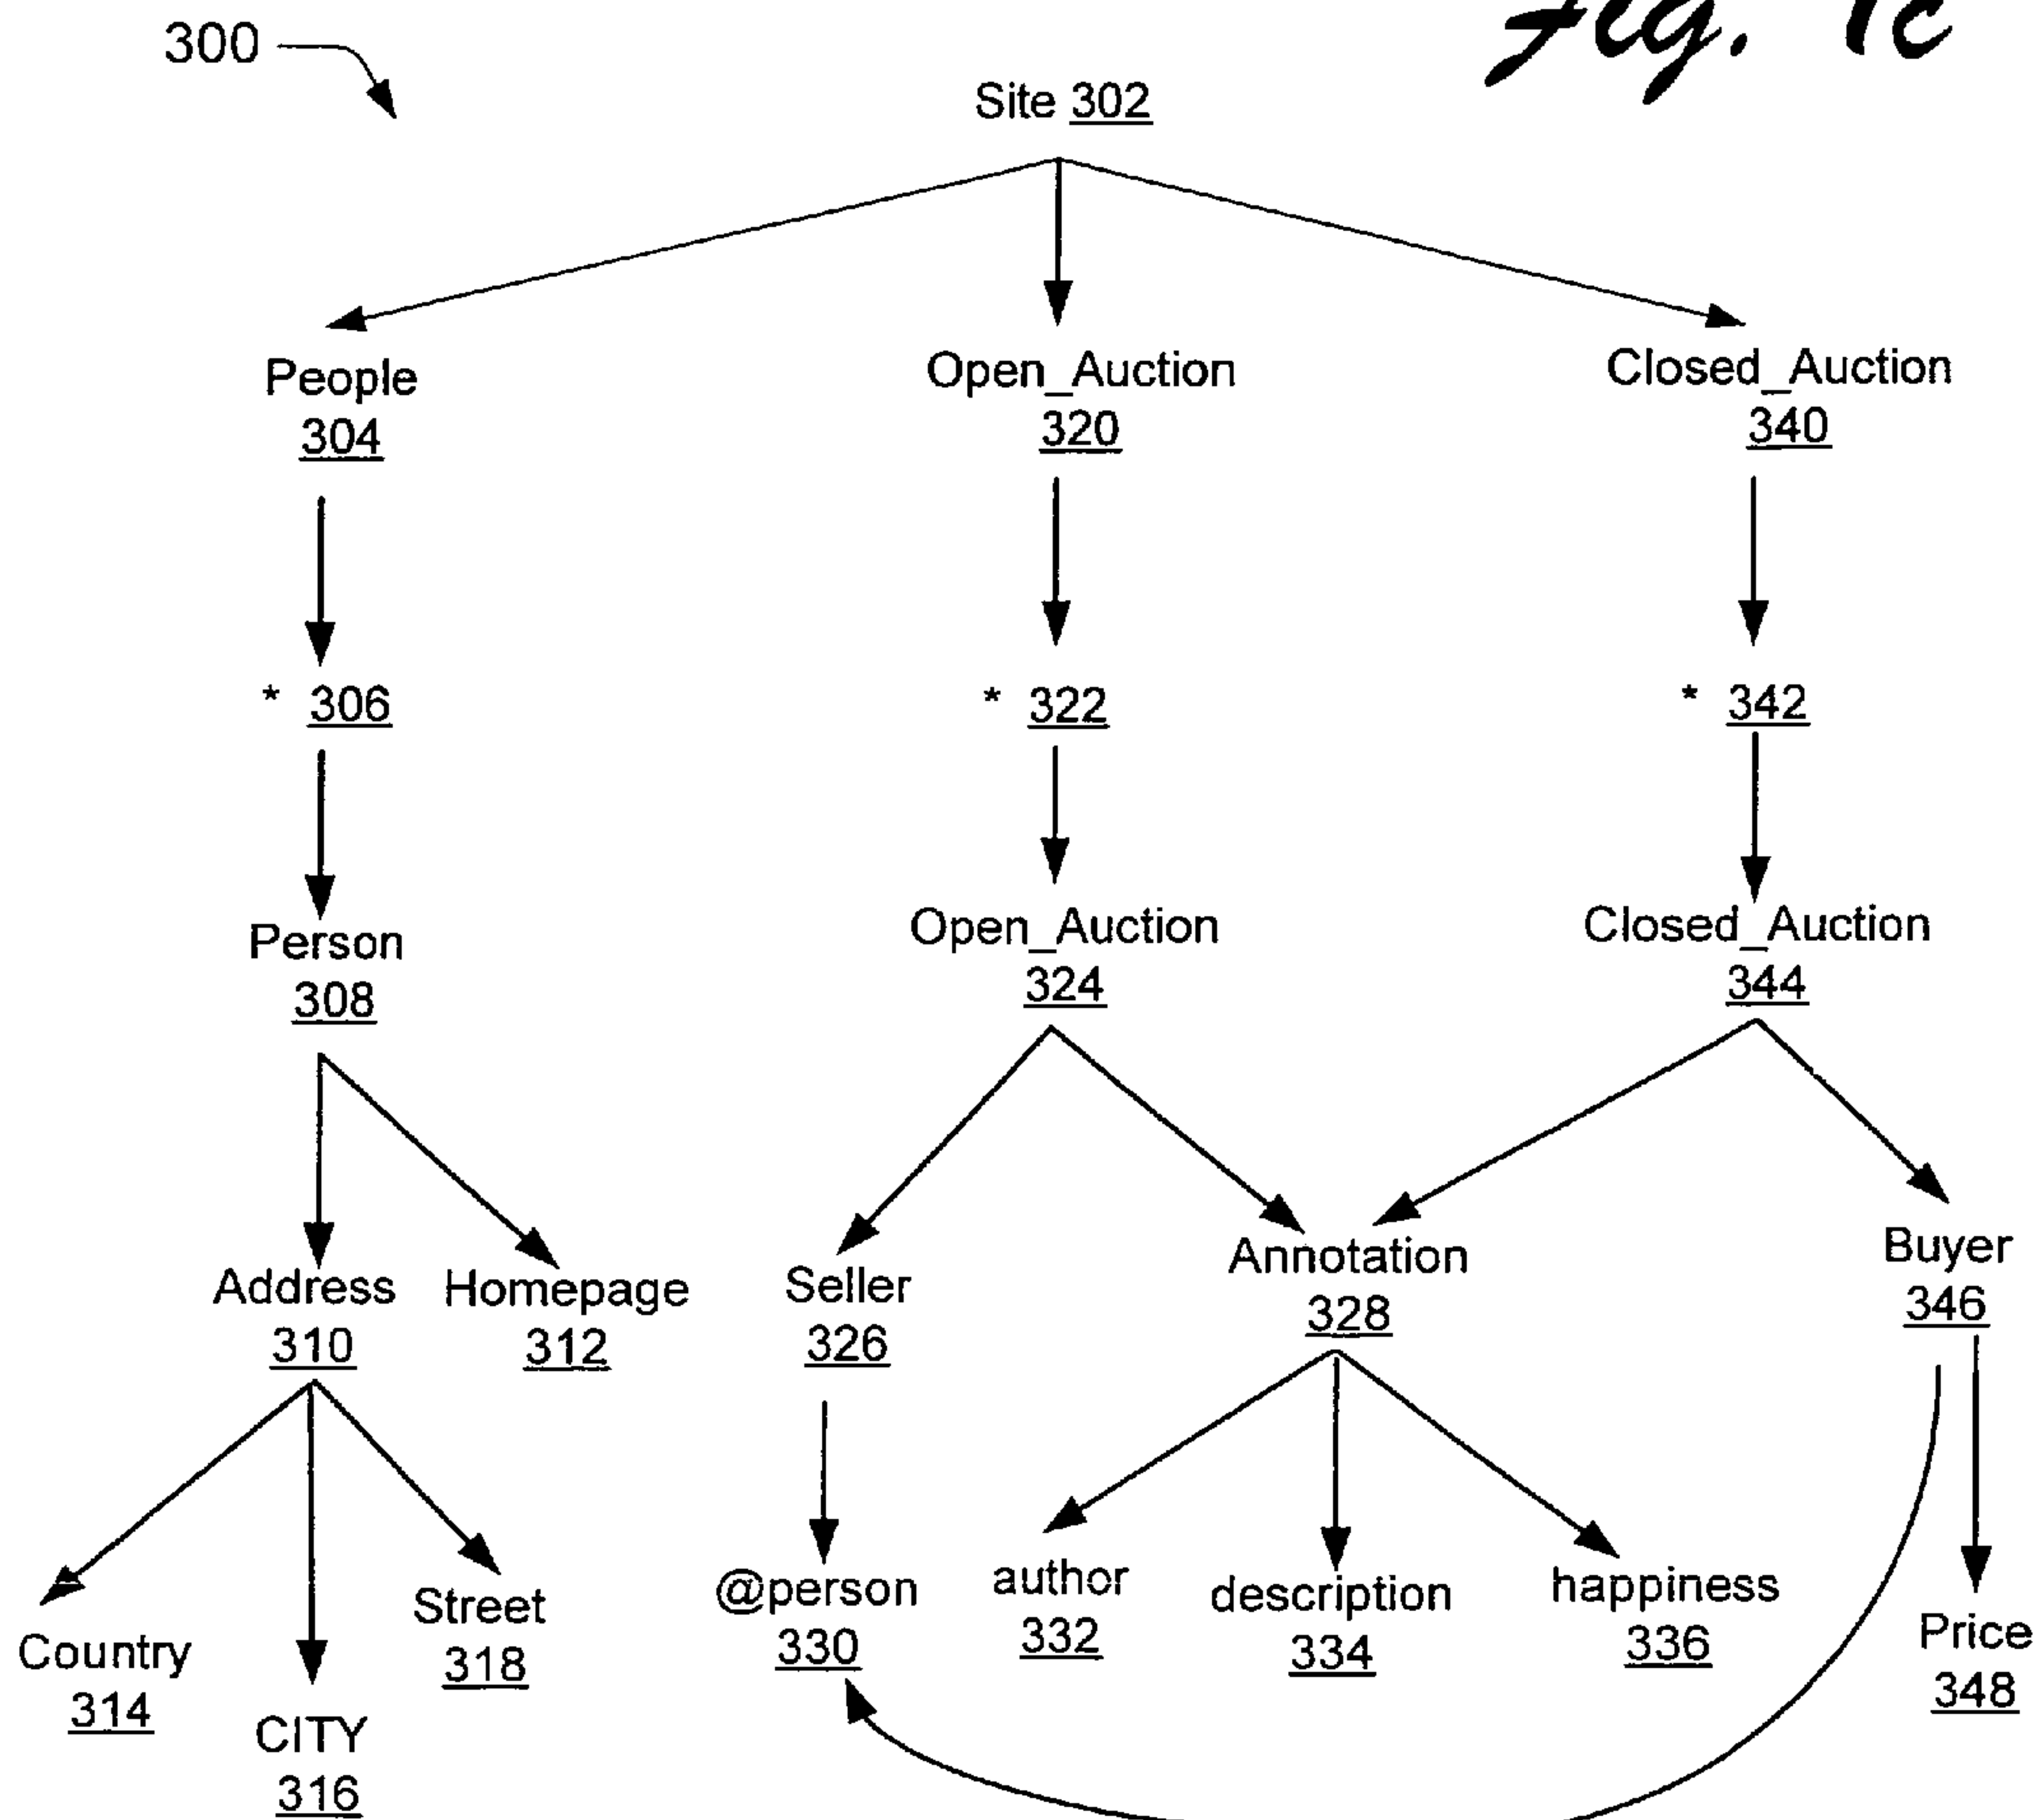 Fig. 1c
300
Site 302
People
304
Open_Auction
320
Closed_Auction
340
* 306
* 322
* 342
Person
308
Open_Auction
324
Closed_Auction
344
Address
310
Homepage
312
Seller
326
Annotation
328
Buyer
346
Country
314
CITY
316
Street
318
@person
330
author
332
description
334
happiness
336
Price
348